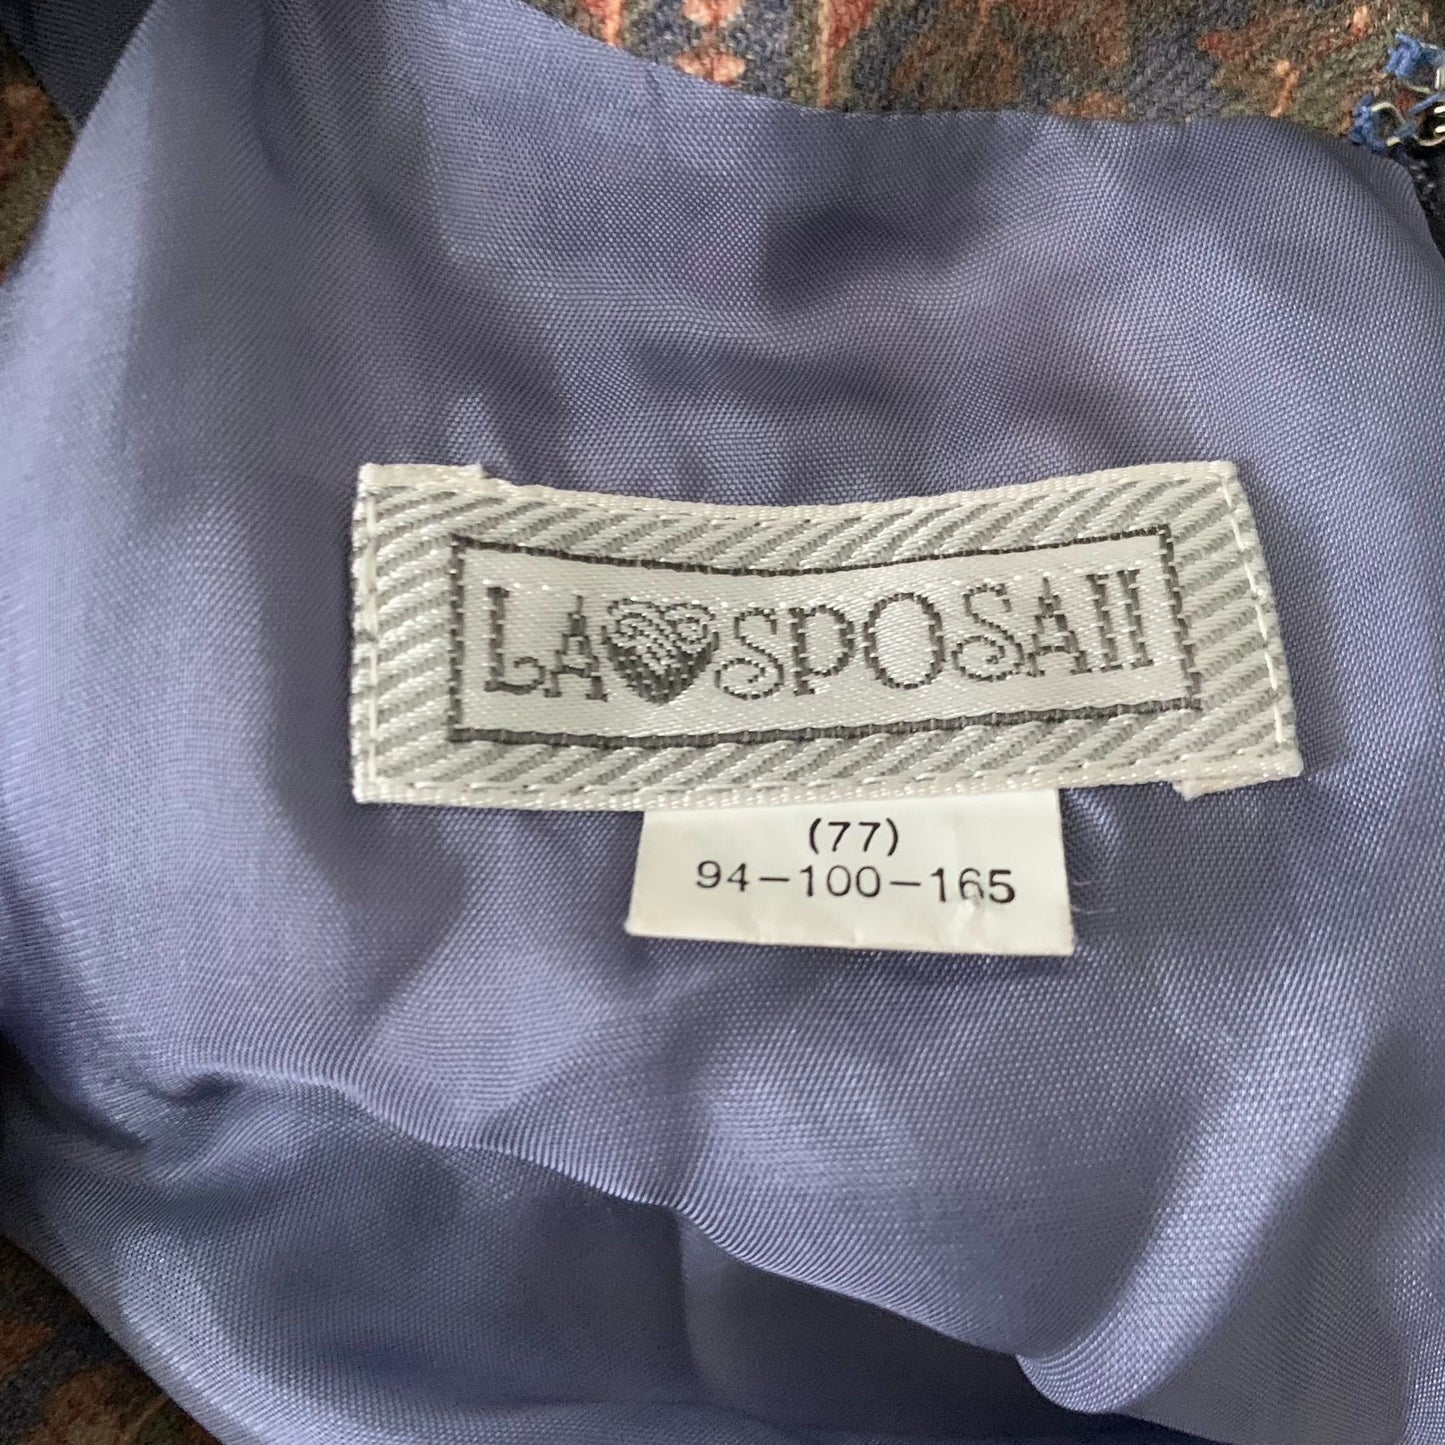 LA SPOSA II
(77)
94-100-165